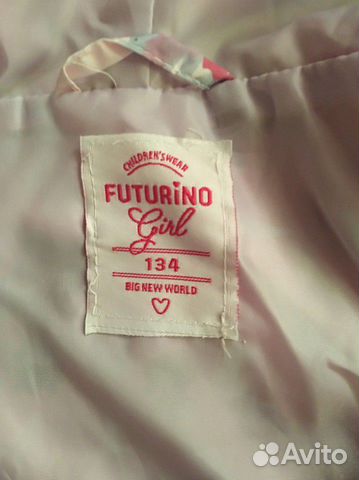 CHILDREN'S WEAR
FUTURiNO
Girl
134
BIG NEW WORLD
Avito